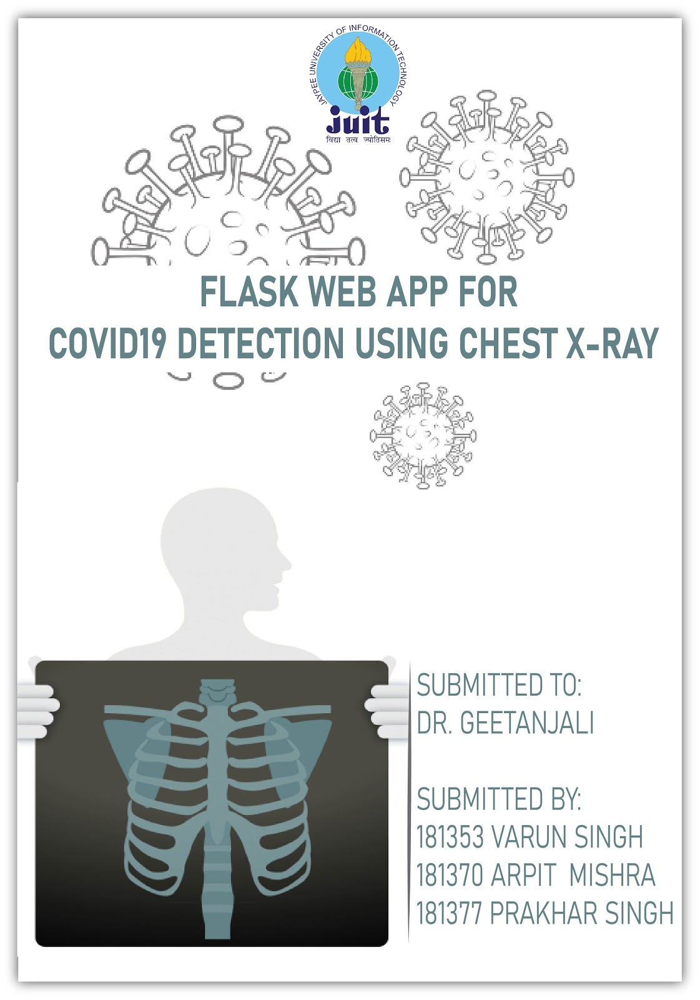 JAYPEE UNIVERSITY OF INFORMATION TECHNOLOGY
juit
विद्या तत्व ज्योतिसमः
FLASK WEB APP FOR
COVID19 DETECTION USING CHEST X-RAY
SUBMITTED TO:
DR. GEETANJALI
SUBMITTED BY:
181353 VARUN SINGH
181370 ARPIT MISHRA
181377 PRAKHAR SINGH